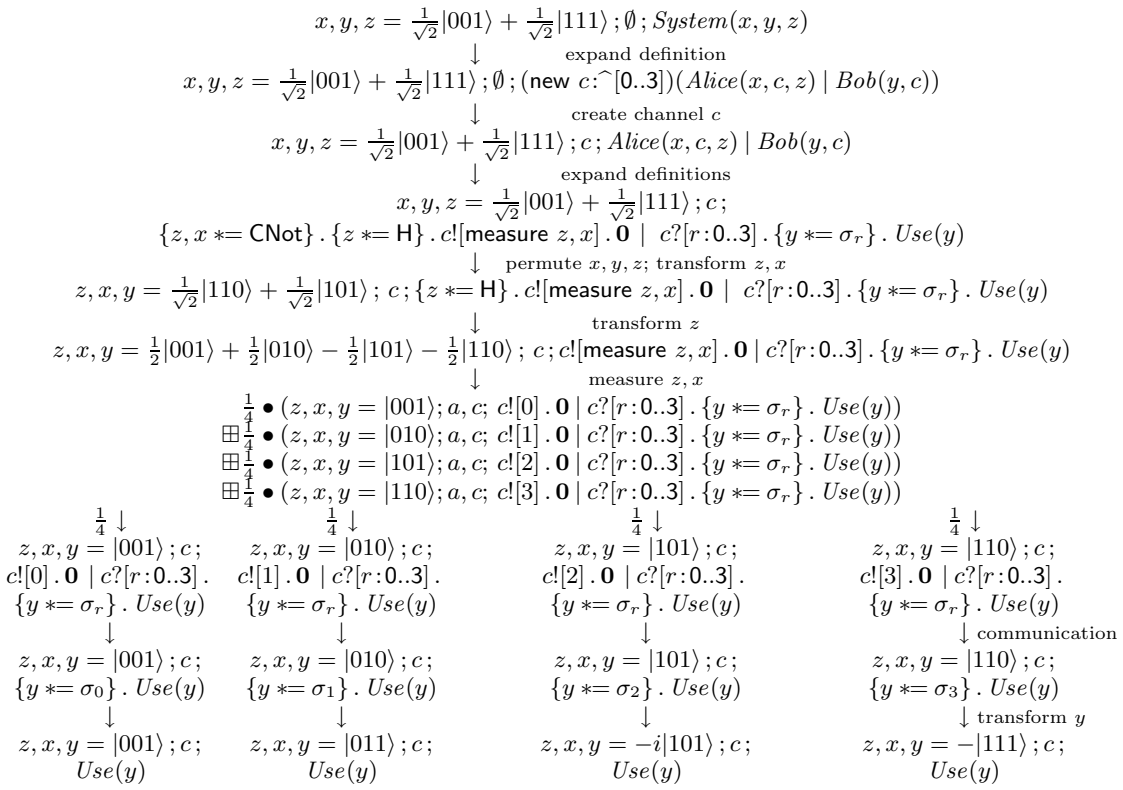 x, y, z = 1/√2|001⟩ + 1/√2|111⟩ ; ∅ ; System(x, y, z)
↓ expand definition
x, y, z = 1/√2|001⟩ + 1/√2|111⟩ ; ∅ ; (new c:^[0..3])(Alice(x, c, z) | Bob(y, c))
↓ create channel c
x, y, z = 1/√2|001⟩ + 1/√2|111⟩ ; c ; Alice(x, c, z) | Bob(y, c)
↓ expand definitions
x, y, z = 1/√2|001⟩ + 1/√2|111⟩ ; c ;
{z, x *= CNot} . {z *= H} . c![measure z, x] . 0 | c?[r:0..3] . {y *= σ_r} . Use(y)
↓ permute x, y, z; transform z, x
z, x, y = 1/√2|110⟩ + 1/√2|101⟩ ; c ; {z *= H} . c![measure z, x] . 0 | c?[r:0..3] . {y *= σ_r} . Use(y)
↓ transform z
z, x, y = 1/2|001⟩ + 1/2|010⟩ − 1/2|101⟩ − 1/2|110⟩ ; c ; c![measure z, x] . 0 | c?[r:0..3] . {y *= σ_r} . Use(y)
↓ measure z, x
1/4 • (z, x, y = |001⟩; a, c; c![0] . 0 | c?[r:0..3] . {y *= σ_r} . Use(y))
⊞ 1/4 • (z, x, y = |010⟩; a, c; c![1] . 0 | c?[r:0..3] . {y *= σ_r} . Use(y))
⊞ 1/4 • (z, x, y = |101⟩; a, c; c![2] . 0 | c?[r:0..3] . {y *= σ_r} . Use(y))
⊞ 1/4 • (z, x, y = |110⟩; a, c; c![3] . 0 | c?[r:0..3] . {y *= σ_r} . Use(y))
1/4 ↓ 1/4 ↓ 1/4 ↓ 1/4 ↓
z, x, y = |001⟩ ; c ; z, x, y = |010⟩ ; c ; z, x, y = |101⟩ ; c ; z, x, y = |110⟩ ; c ;
c![0] . 0 | c?[r:0..3] . c![1] . 0 | c?[r:0..3] . c![2] . 0 | c?[r:0..3] . c![3] . 0 | c?[r:0..3] .
{y *= σ_r} . Use(y) {y *= σ_r} . Use(y) {y *= σ_r} . Use(y) {y *= σ_r} . Use(y)
↓ ↓ ↓ ↓ communication
z, x, y = |001⟩ ; c ; z, x, y = |010⟩ ; c ; z, x, y = |101⟩ ; c ; z, x, y = |110⟩ ; c ;
{y *= σ_0} . Use(y) {y *= σ_1} . Use(y) {y *= σ_2} . Use(y) {y *= σ_3} . Use(y)
↓ ↓ ↓ ↓ transform y
z, x, y = |001⟩ ; c ; z, x, y = |011⟩ ; c ; z, x, y = −i|101⟩ ; c ; z, x, y = −|111⟩ ; c ;
Use(y) Use(y) Use(y) Use(y)